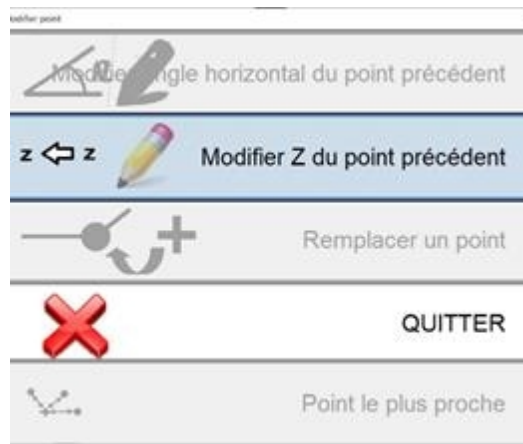 Modifier point
Modifier angle horizontal du point précédent
z z
Modifier Z du point précédent
Remplacer un point
QUITTER
Point le plus proche